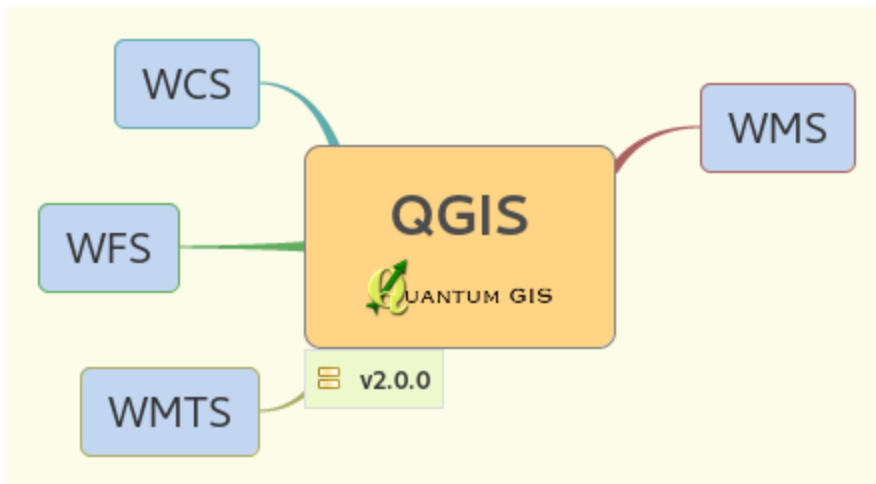 WCS
WMS
QGIS
WFS
QUANTUM GIS
v2.0.0
WMTS